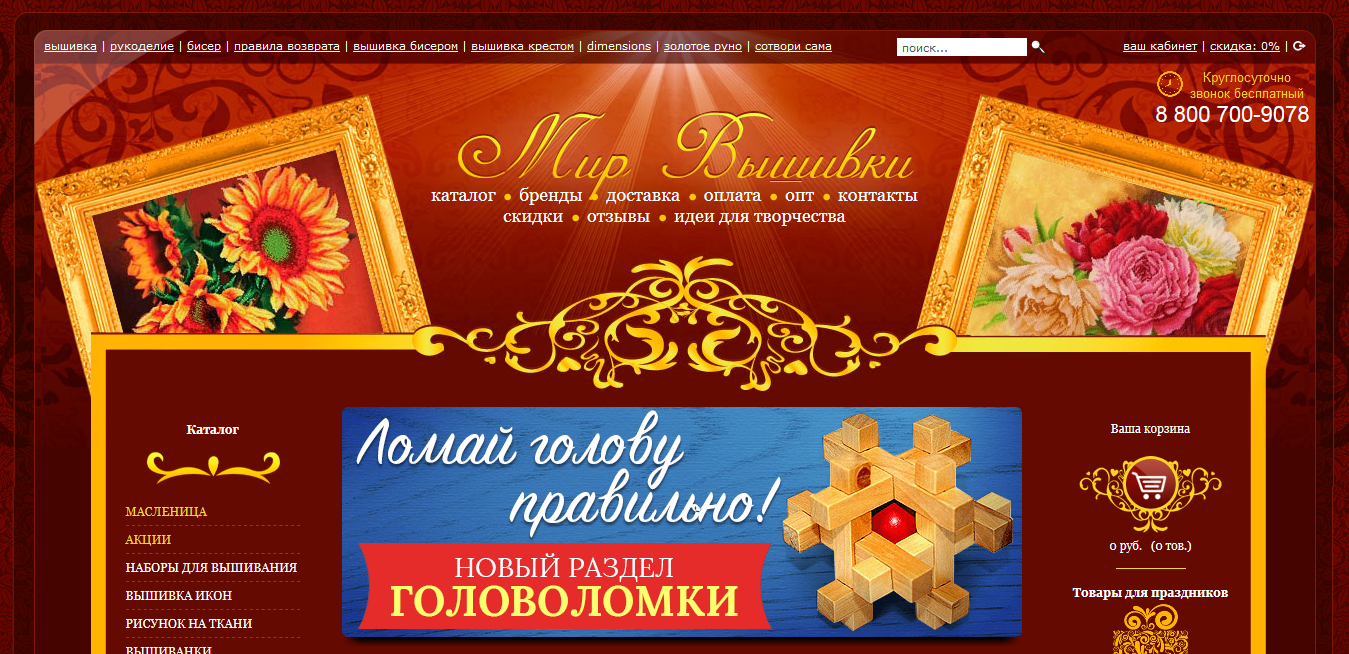 вышивка | рукоделие | бисер | правила возврата | вышивка бисером | вышивка крестом | dimensions | золотое руно | сотвори сама
поиск...
ваш кабинет | скидка: 0% |
Круглосуточно
звонок бесплатный
8 800 700-9078
Мир Вышивки
каталог • бренды • доставка • оплата • опт • контакты
скидки • отзывы • идеи для творчества
Каталог
МАСЛЕНИЦА
АКЦИИ
НАБОРЫ ДЛЯ ВЫШИВАНИЯ
ВЫШИВКА ИКОН
РИСУНОК НА ТКАНИ
ВЫШИВАНКИ
Ломай голову
правильно!
НОВЫЙ РАЗДЕЛ
ГОЛОВОЛОМКИ
Ваша корзина
0 руб. (0 тов.)
Товары для праздников